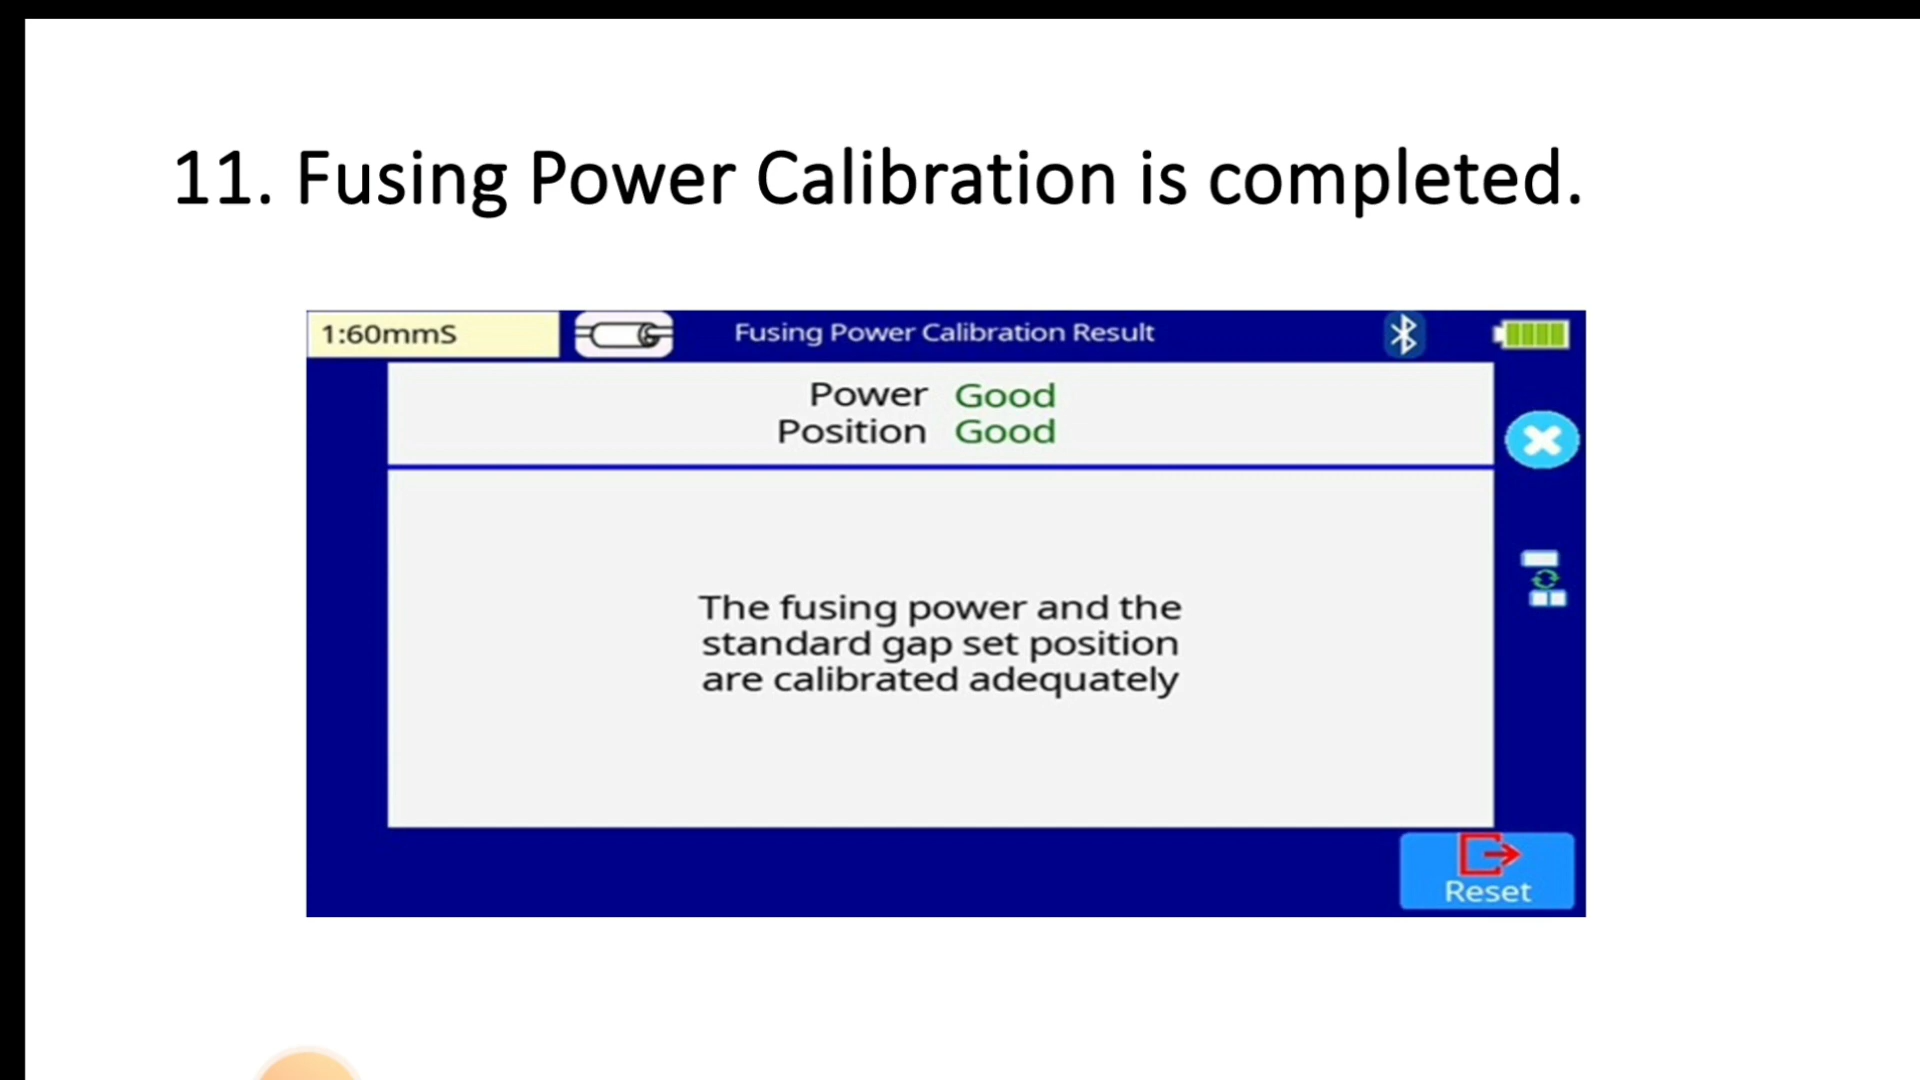 11. Fusing Power Calibration is completed.
1:60mmS
Fusing Power Calibration Result
Power Good
Position Good
The fusing power and the
standard gap set position
are calibrated adequately
Reset